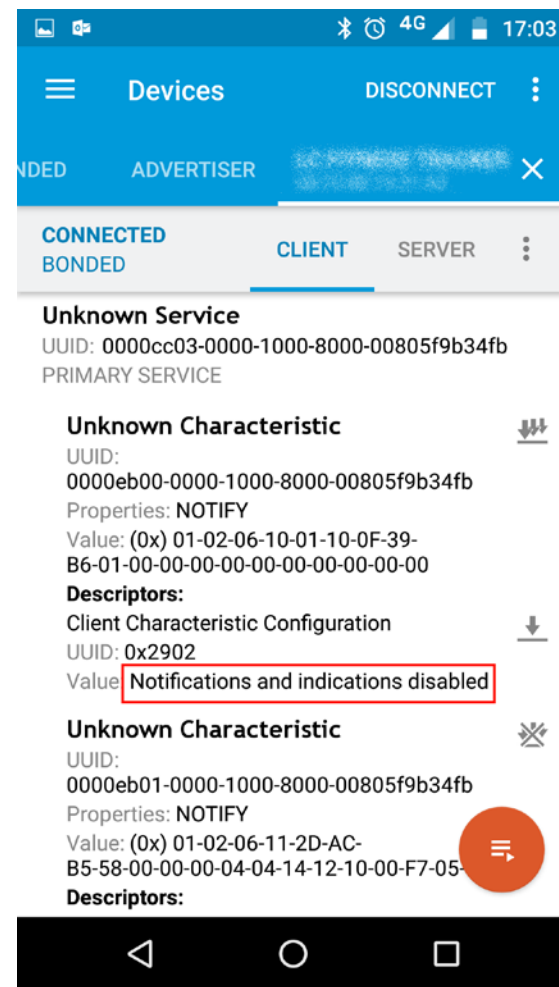 4G 17:03
Devices DISCONNECT
NDED ADVERTISER
CONNECTED
BONDED
CLIENT SERVER
Unknown Service
UUID: 0000cc03-0000-1000-8000-00805f9b34fb
PRIMARY SERVICE
Unknown Characteristic
UUID:
0000eb00-0000-1000-8000-00805f9b34fb
Properties: NOTIFY
Value: (0x) 01-02-06-10-01-10-0F-39-
B6-01-00-00-00-00-00-00-00-00-00
Descriptors:
Client Characteristic Configuration
UUID: 0x2902
Value Notifications and indications disabled
Unknown Characteristic
UUID:
0000eb01-0000-1000-8000-00805f9b34fb
Properties: NOTIFY
Value: (0x) 01-02-06-11-2D-AC-
B5-58-00-00-00-04-04-14-12-10-00-F7-05-
Descriptors: